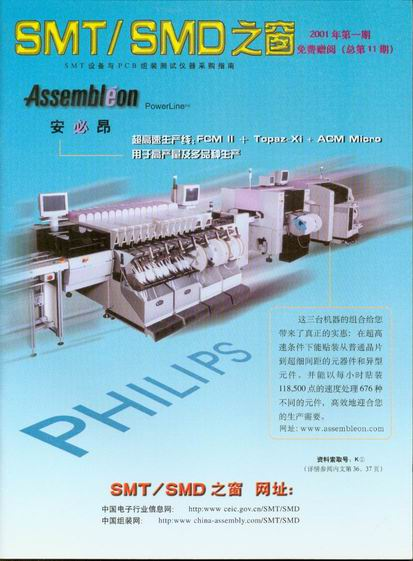 SMT/SMD之窗
2001年第一期
免费赠阅（总第11期）
SMT设备与PCB组装测试仪器采购指南
Assembléon
PowerLine
安必昂
超高速生产线：FCM II + Topaz-Xi + ACM Micro
用于高产量及多品种生产
PHILIPS
这三台机器的组合给您
带来了真正的实惠：在超高
速条件下能贴装从普通晶片
到超细间距的元器件和异型
元件。并能以每小时贴装
118,500点的速度处理676种
不同的元件，高效地迎合您
的生产需要。
网址：www.assembleon.com
资料索取号：K②
（详情参阅内文第36、37页）
SMT/SMD之窗 网址：
中国电子行业信息网： http:www ceic.gov.cn/SMT/SMD
中国组装网： http:www china-assembly.com/SMT/SMD